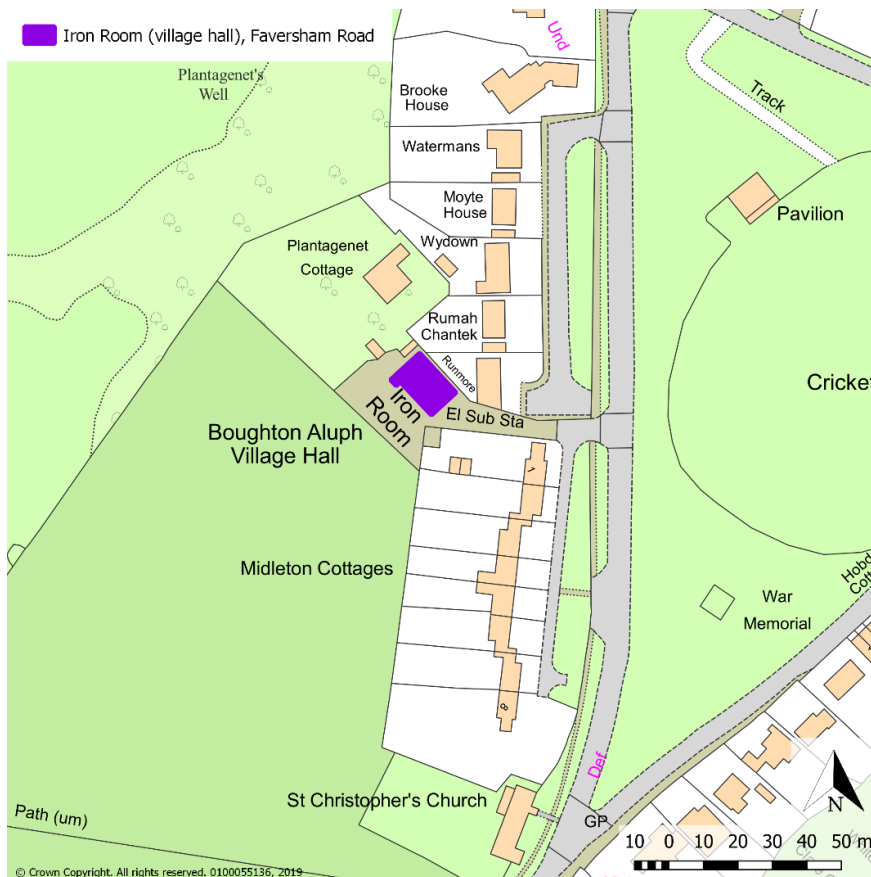 Iron Room (village hall), Faversham Road
Und
Plantagenet's
Well
Brooke
House
Track
Watermans
Moyte
House
Pavilion
Wydown
Plantagenet
Cottage
Rumah
Chantek
Runmore
Cricket
Iron
Room
El Sub Sta
Boughton Aluph
Village Hall
1
Midleton Cottages
War
Memorial
8
Def
St Christopher's Church
Path (um)
GP
N
10 0 10 20 30 40 50 m
© Crown Copyright. All rights reserved. 0100055136, 2019